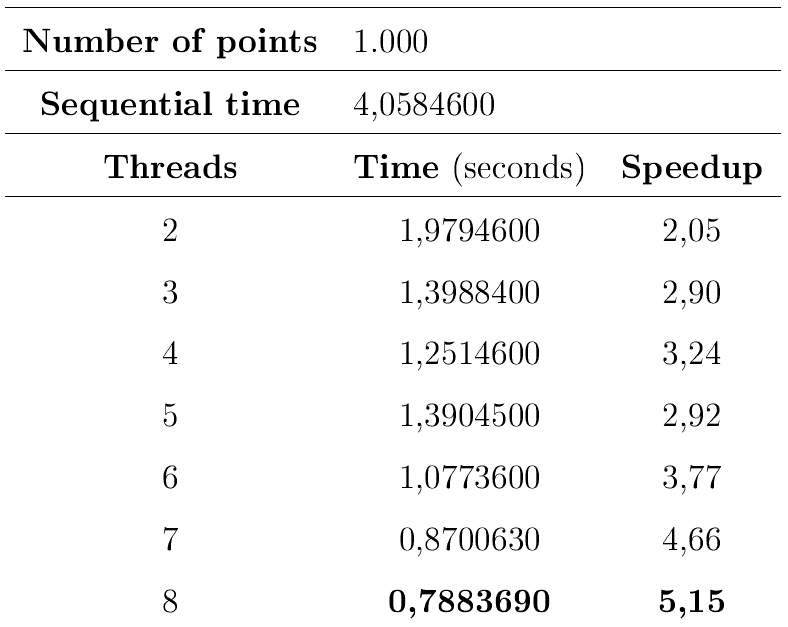 Number of points 1.000
Sequential time 4,0584600
Threads Time (seconds) Speedup
2 1,9794600 2,05
3 1,3988400 2,90
4 1,2514600 3,24
5 1,3904500 2,92
6 1,0773600 3,77
7 0,8700630 4,66
8 0,7883690 5,15